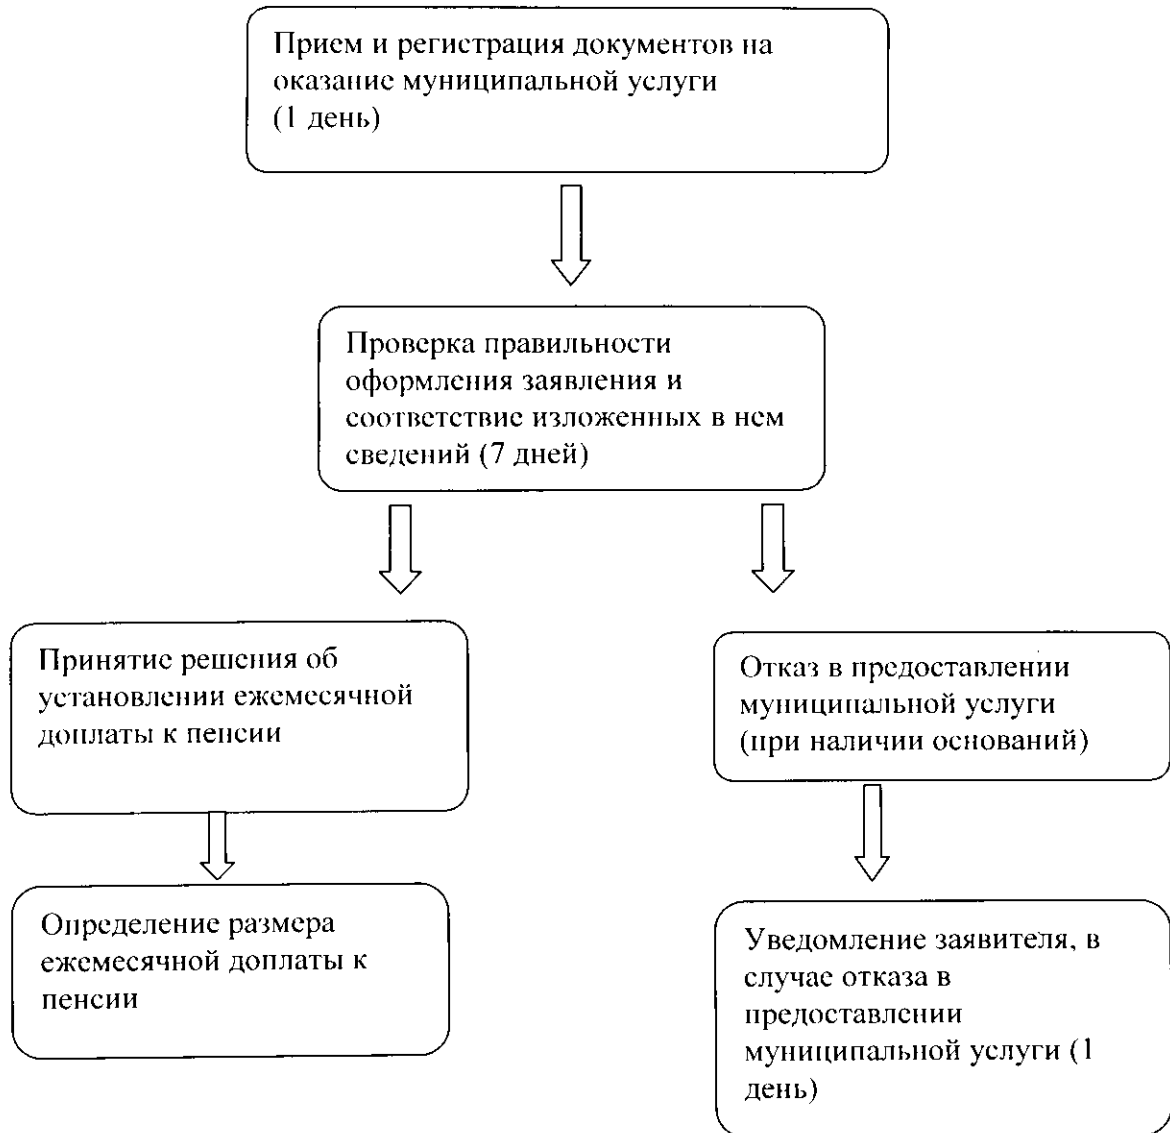 Прием и регистрация документов на
оказание муниципальной услуги
(1 день)
Проверка правильности
оформления заявления и
соответствие изложенных в нем
сведений (7 дней)
Принятие решения об
установлении ежемесячной
доплаты к пенсии
Отказ в предоставлении
муниципальной услуги
(при наличии оснований)
Определение размера
ежемесячной доплаты к
пенсии
Уведомление заявителя, в
случае отказа в
предоставлении
муниципальной услуги (1
день)